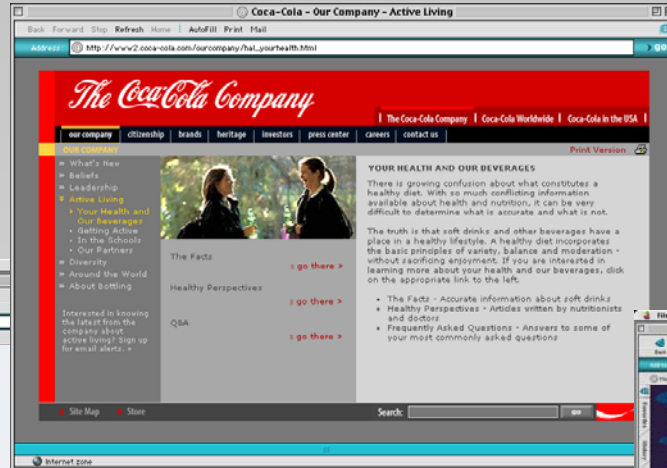 Coca-Cola - Our Company - Active Living
Back Forward Stop Refresh Home AutoFill Print Mail
Address: http://www2.coca-cola.com/ourcompany/hal_yourhealth.html go
The Coca-Cola Company
The Coca-Cola Company | Coca-Cola Worldwide | Coca-Cola in the USA
our company | citizenship | brands | heritage | investors | press center | careers | contact us
OUR COMPANY
Print Version
» What's New
» Beliefs
» Leadership
Active Living
• Your Health and
Our Beverages
• Getting Active
• In the Schools
• Our Partners
» Diversity
» Around the World
» About Bottling
Interested in knowing
the latest from the
company about
active living? Sign up
for email alerts. »
The Facts
go there »
Healthy Perspectives
go there »
Q&A
go there »
YOUR HEALTH AND OUR BEVERAGES
There is growing confusion about what constitutes a
healthy diet. With so much conflicting information
available about health and nutrition, it can be very
difficult to determine what is accurate and what is not.
The truth is that soft drinks and other beverages have a
place in a healthy lifestyle. A healthy diet incorporates
the basic principles of variety, balance and moderation -
without sacrificing enjoyment. If you are interested in
learning more about your health and our beverages, click
on the appropriate link to the left.
• The Facts - Accurate information about soft drinks
• Healthy Perspectives - Articles written by nutritionists
and doctors
• Frequently Asked Questions - Answers to some of
your most commonly asked questions
Site Map Store
Search: go
Internet zone
File
Back
Favorites
History